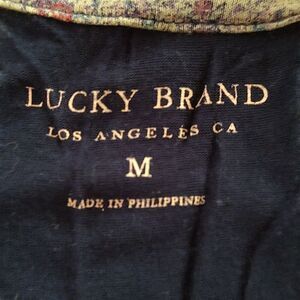 LUCKY BRAND
LOS ANGELES CA
M
MADE IN PHILIPPINES